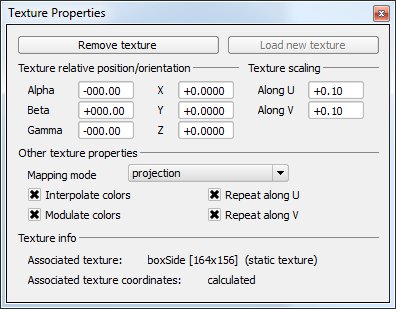 Texture Properties
Remove texture Load new texture
Texture relative position/orientation Texture scaling
Alpha -000.00 X +0.0000 Along U +0.10
Beta +000.00 Y +0.0000 Along V +0.10
Gamma -000.00 Z +0.0000
Other texture properties
Mapping mode projection
Interpolate colors Repeat along U
Modulate colors Repeat along V
Texture info
Associated texture: boxSide [164x156] (static texture)
Associated texture coordinates: calculated